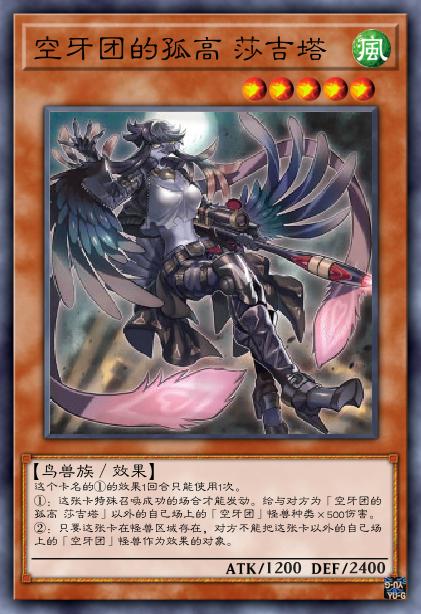 空牙团的孤高 莎吉塔
風
【鸟兽族/效果】
这个卡名的①的效果1回合只能使用1次。
①：这张卡特殊召唤成功的场合才能发动。给与对方为「空牙团的
孤高 莎吉塔」以外的自己场上的「空牙团」怪兽种类×500伤害。
②：只要这张卡在怪兽区域存在，对方不能把这张卡以外的自己场
上的「空牙团」怪兽作为效果的对象。
ATK/1200 DEF/2400